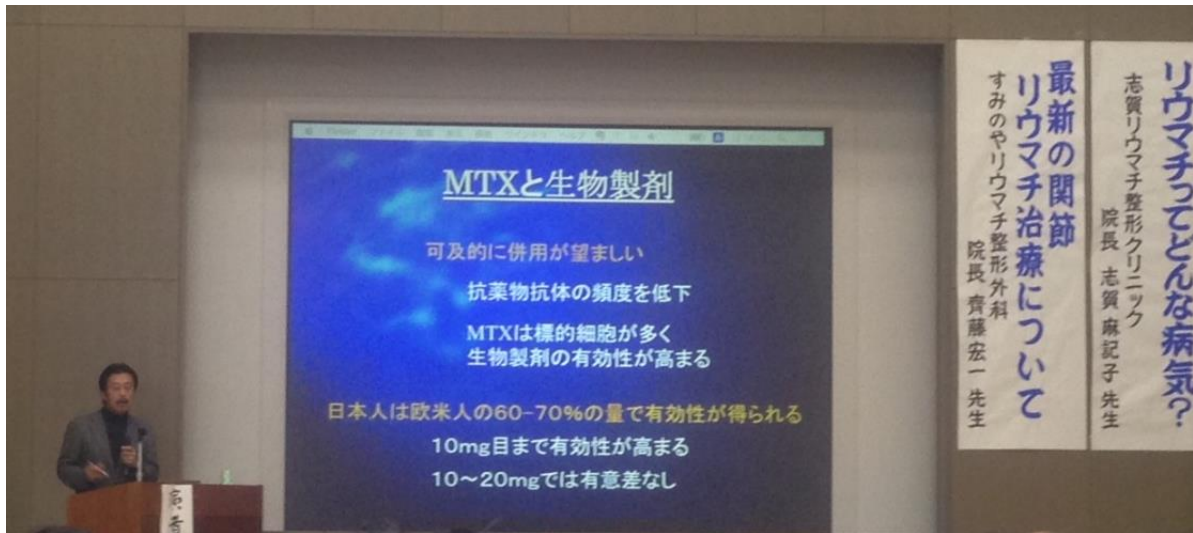 MTXと生物製剤
可及的に併用が望ましい
抗薬物抗体の頻度を低下
MTXは標的細胞が多く
生物製剤の有効性が高まる
日本人は欧米人の60-70%の量で有効性が得られる
10mg目まで有効性が高まる
10～20mgでは有意差なし
リウマチってどんな病気?
志賀リウマチ整形クリニック
院長 志賀 麻記子 先生
最新の関節
リウマチ治療について
すみのやリウマチ整形外科
院長 齊藤宏一 先生